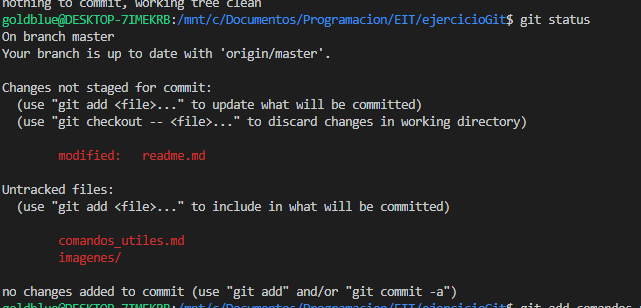 nothing to commit, working tree clean
goldblue@DESKTOP-7IMEKRB:/mnt/c/Documentos/Programacion/EIT/ejercicioGit$ git status
On branch master
Your branch is up to date with 'origin/master'.
Changes not staged for commit:
(use "git add <file>..." to update what will be committed)
(use "git checkout -- <file>..." to discard changes in working directory)
modified: readme.md
Untracked files:
(use "git add <file>..." to include in what will be committed)
comandos_utiles.md
imagenes/
no changes added to commit (use "git add" and/or "git commit -a")
goldblue@DESKTOP-7IMEKRB:/mnt/c/Documentos/Programacion/EIT/ejercicioGit$ git add comandos